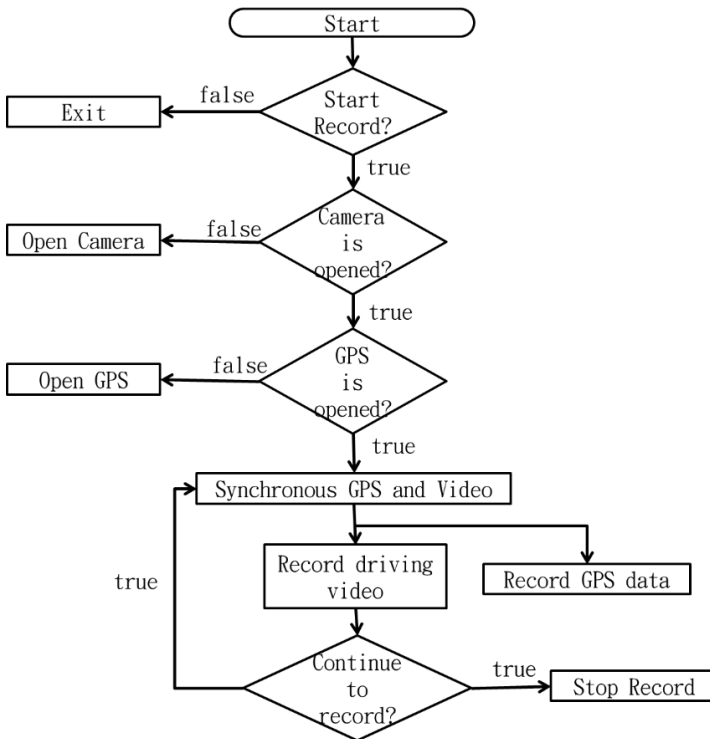 Start
Start
Record?
false
Exit
true
Camera
is
opened?
false
Open Camera
true
GPS
is
opened?
false
Open GPS
true
Synchronous GPS and Video
Record driving
video
Record GPS data
true
Continue
to
record?
true
Stop Record